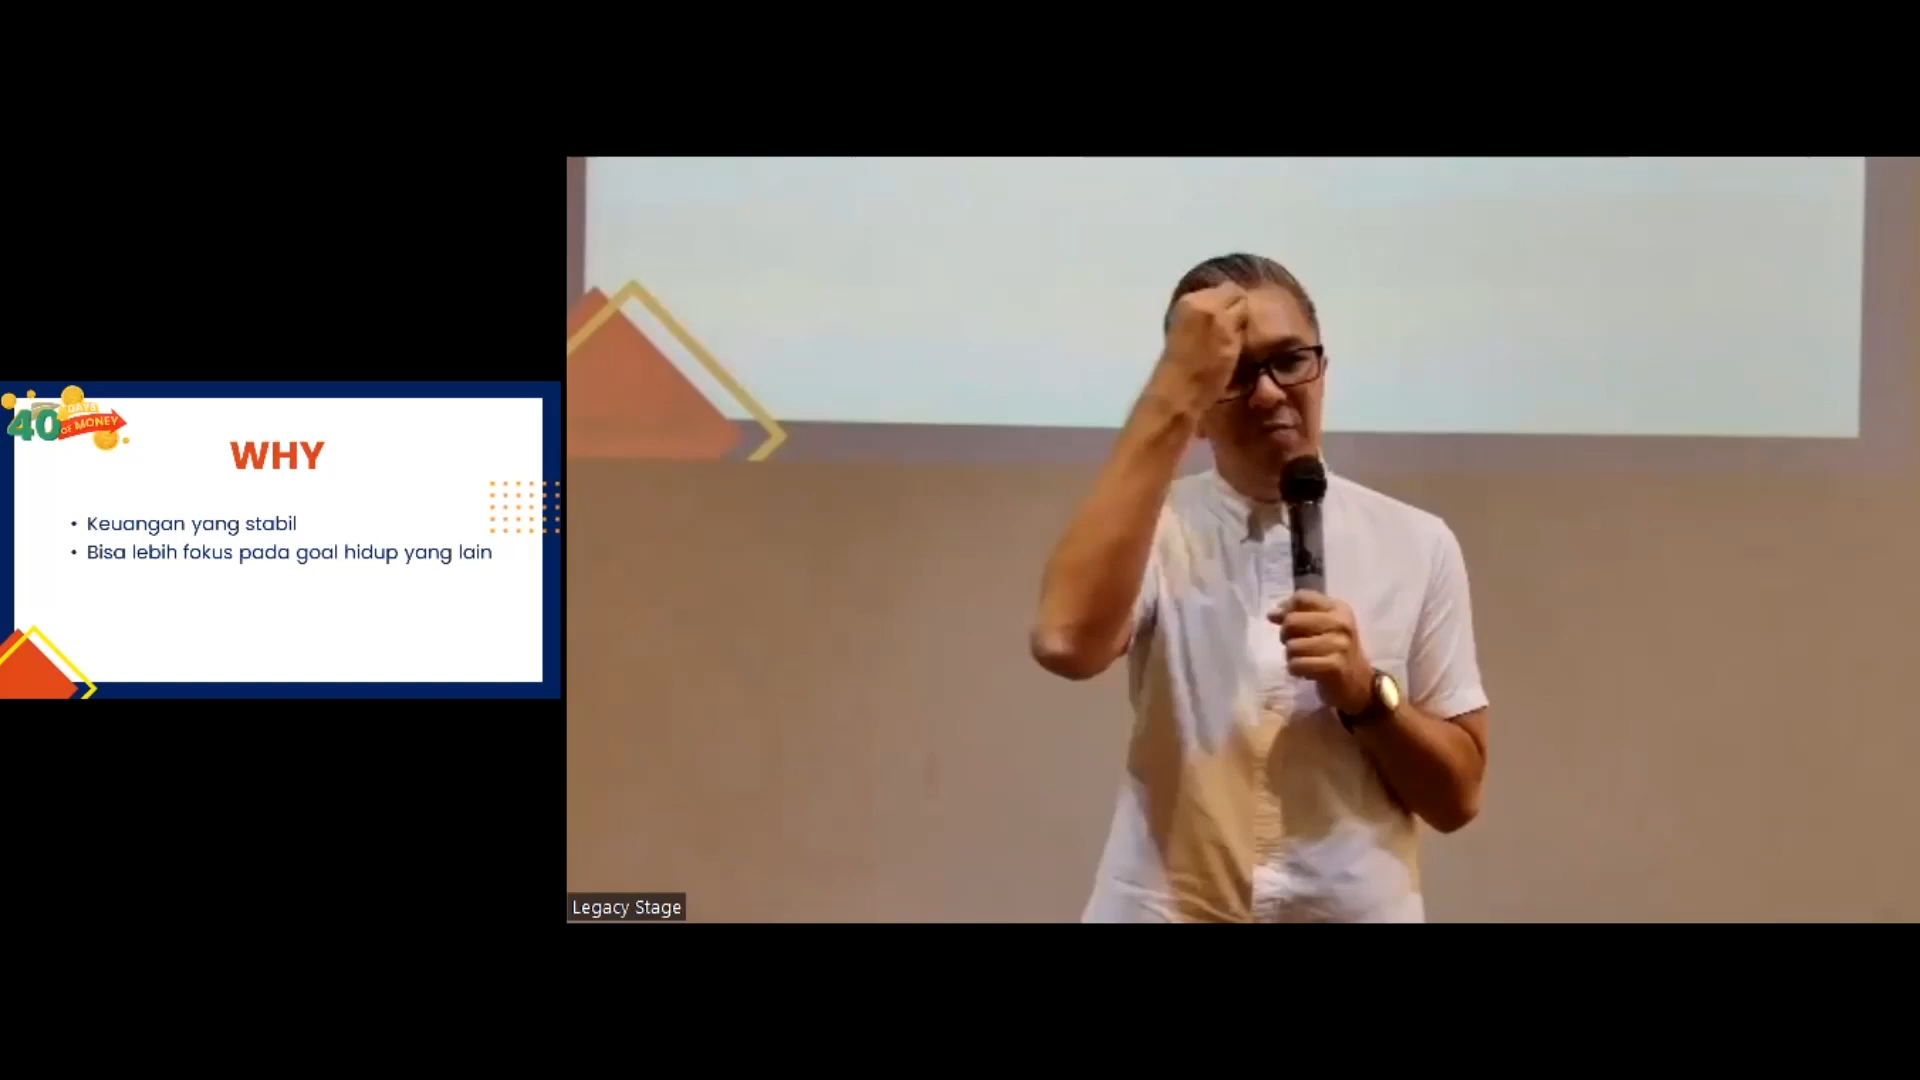 40 DAYS
OF MONEY
WHY
• Keuangan yang stabil
• Bisa lebih fokus pada goal hidup yang lain
Legacy Stage